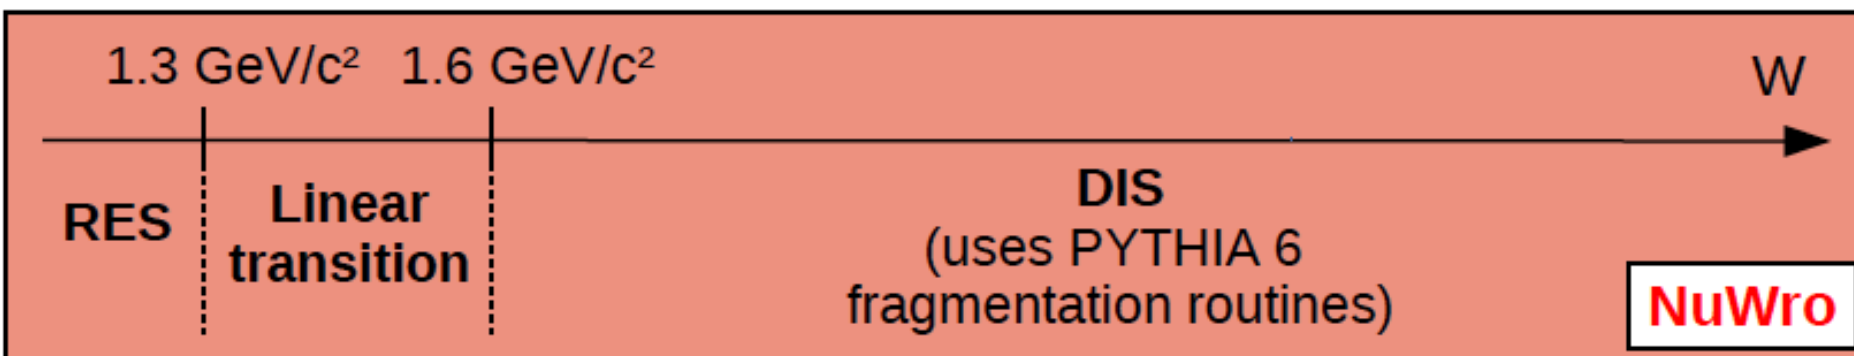 1.3 GeV/c² 1.6 GeV/c²
W
RES
Linear
transition
DIS
(uses PYTHIA 6
fragmentation routines)
NuWro